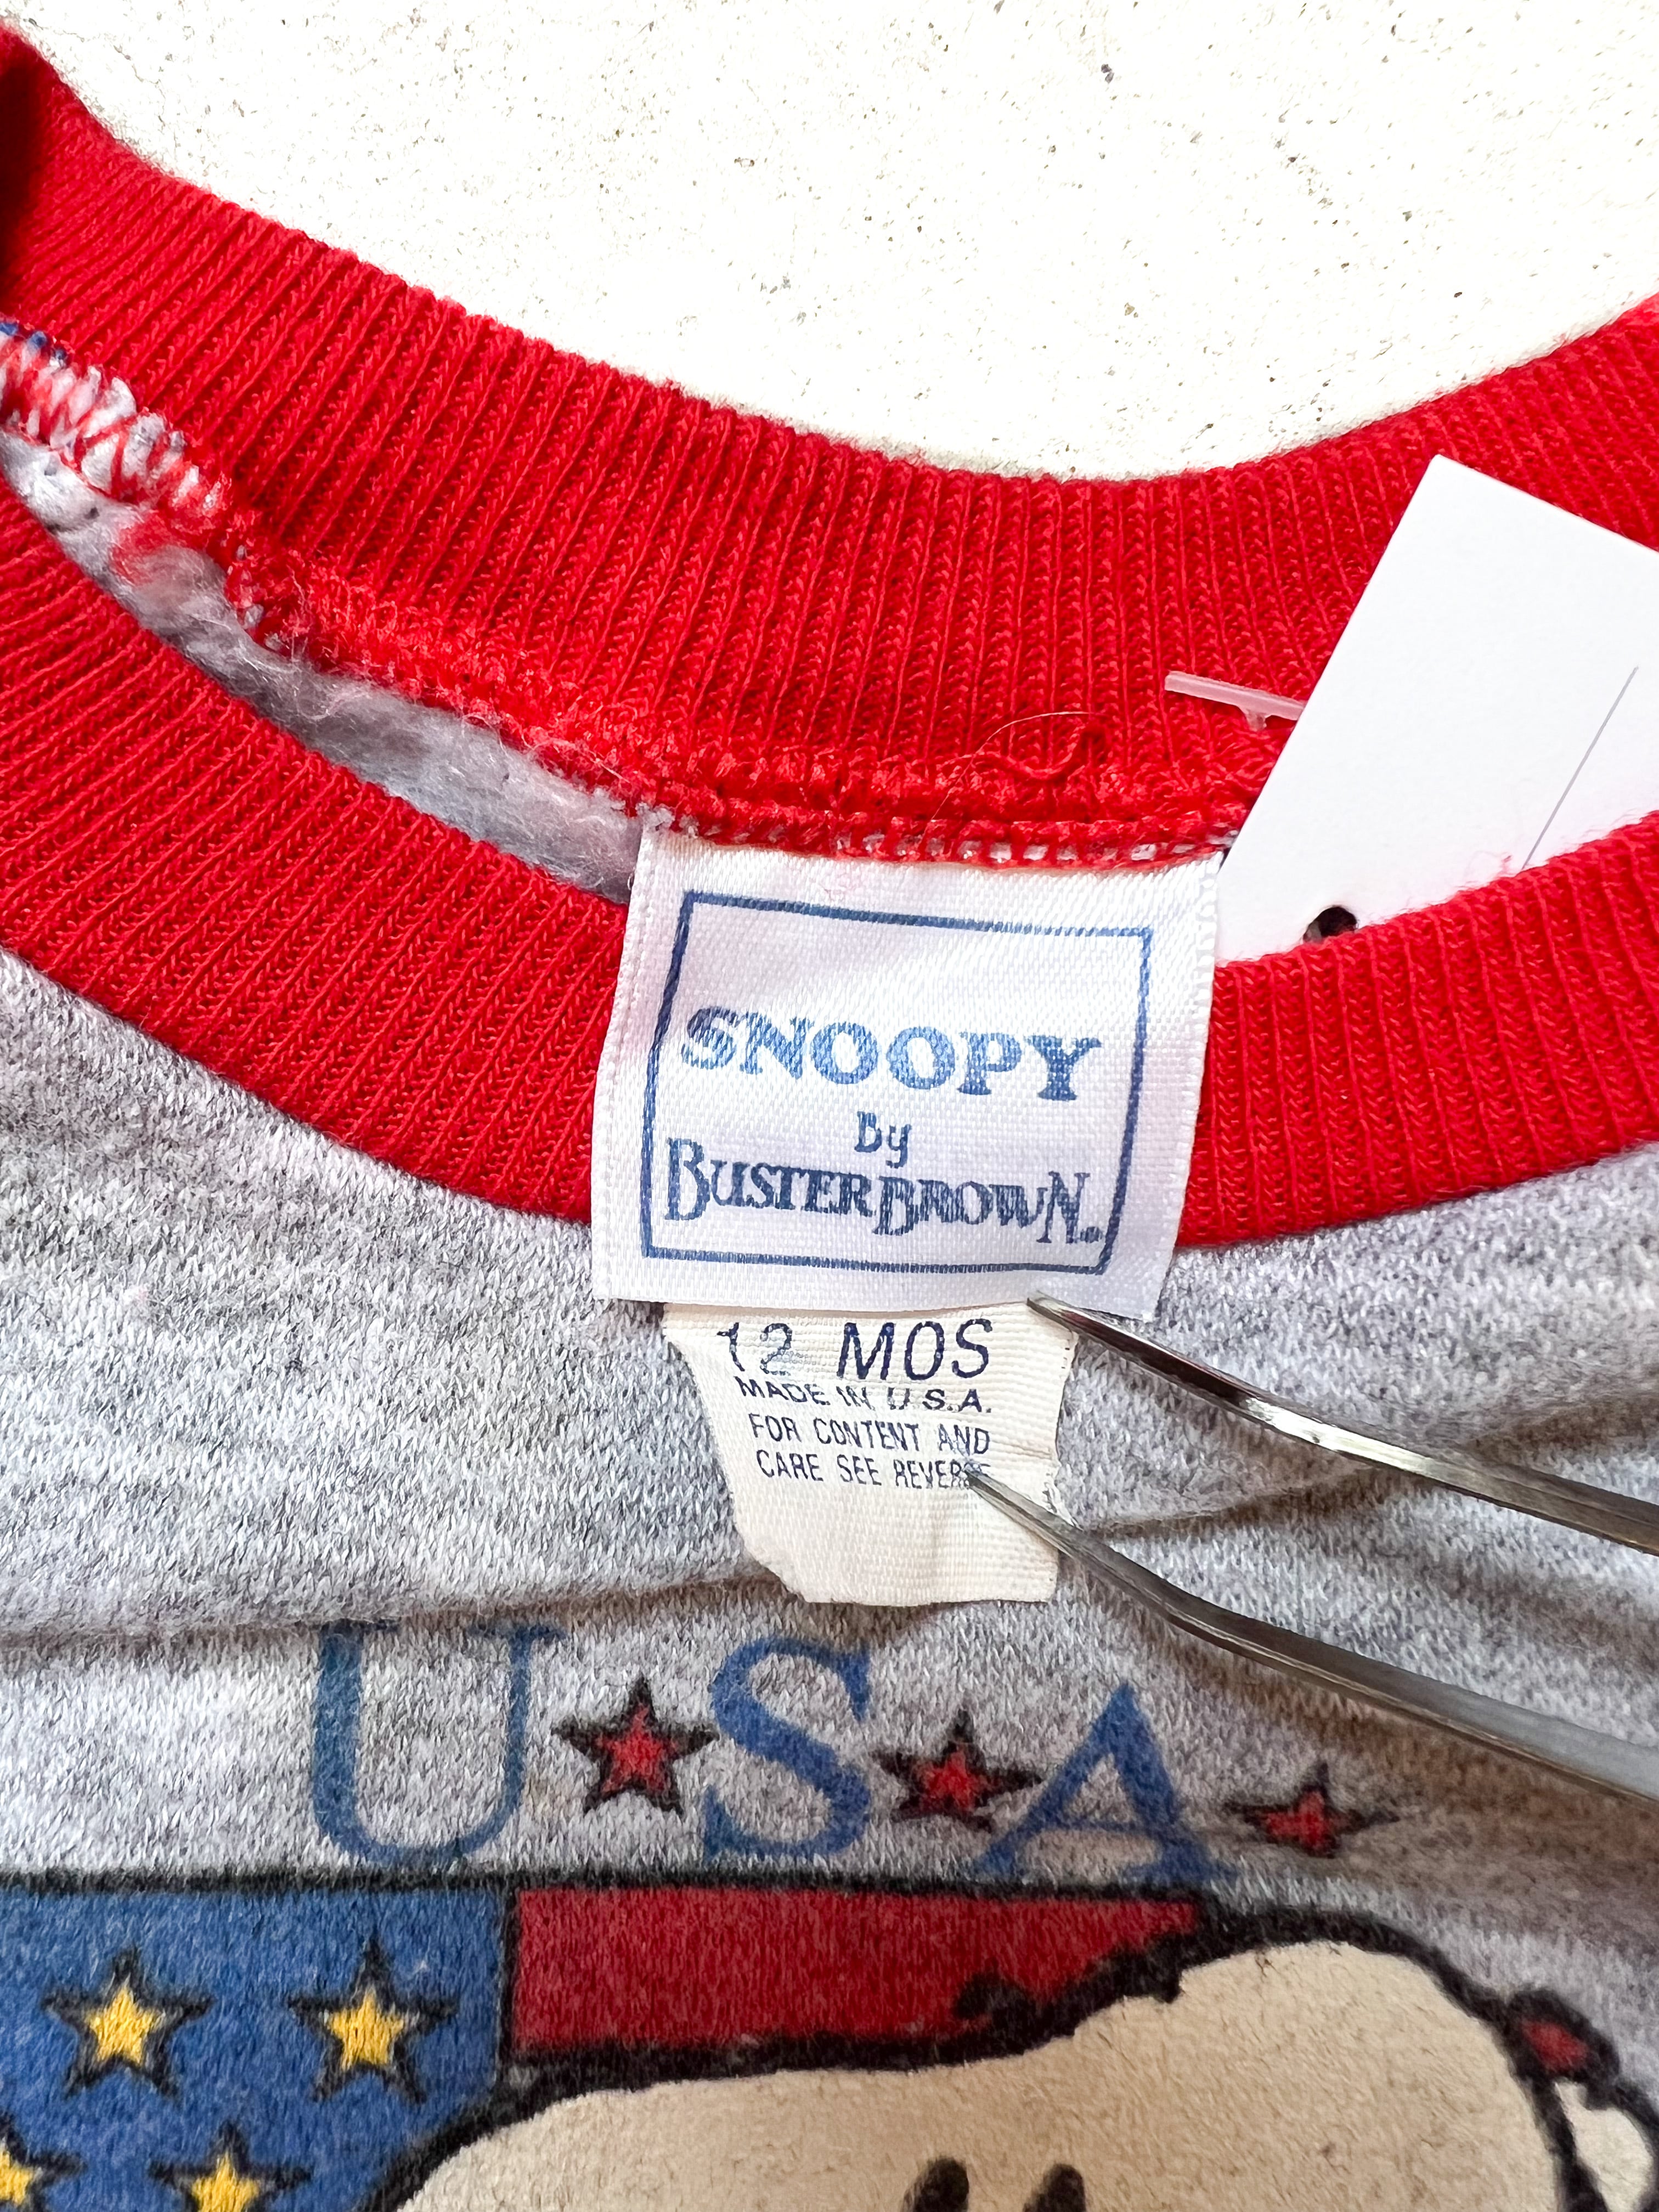 SNOOPY
By
BUSTER BROWN®
12 MOS
MADE IN U.S.A.
FOR CONTENT AND
CARE SEE REVERSE
U★S★A★